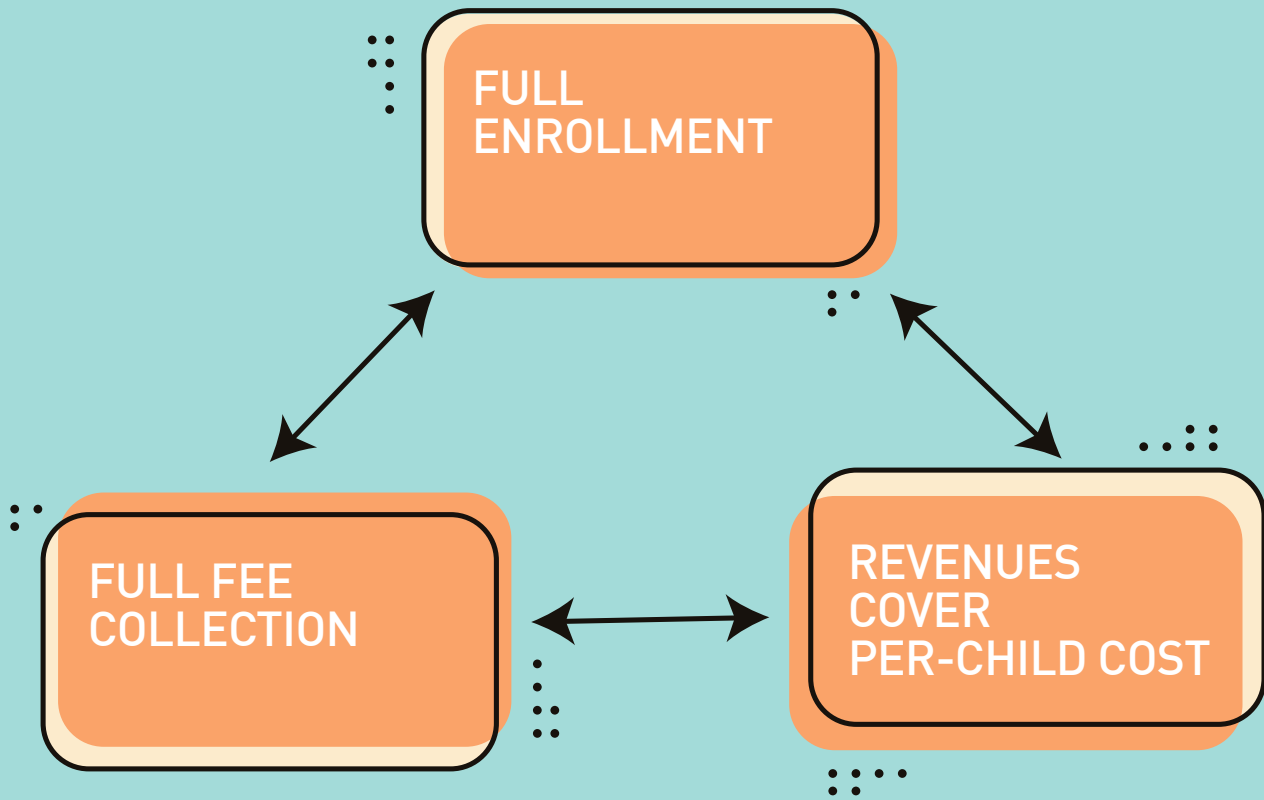 FULL
ENROLLMENT
FULL FEE
COLLECTION
REVENUES
COVER
PER-CHILD COST